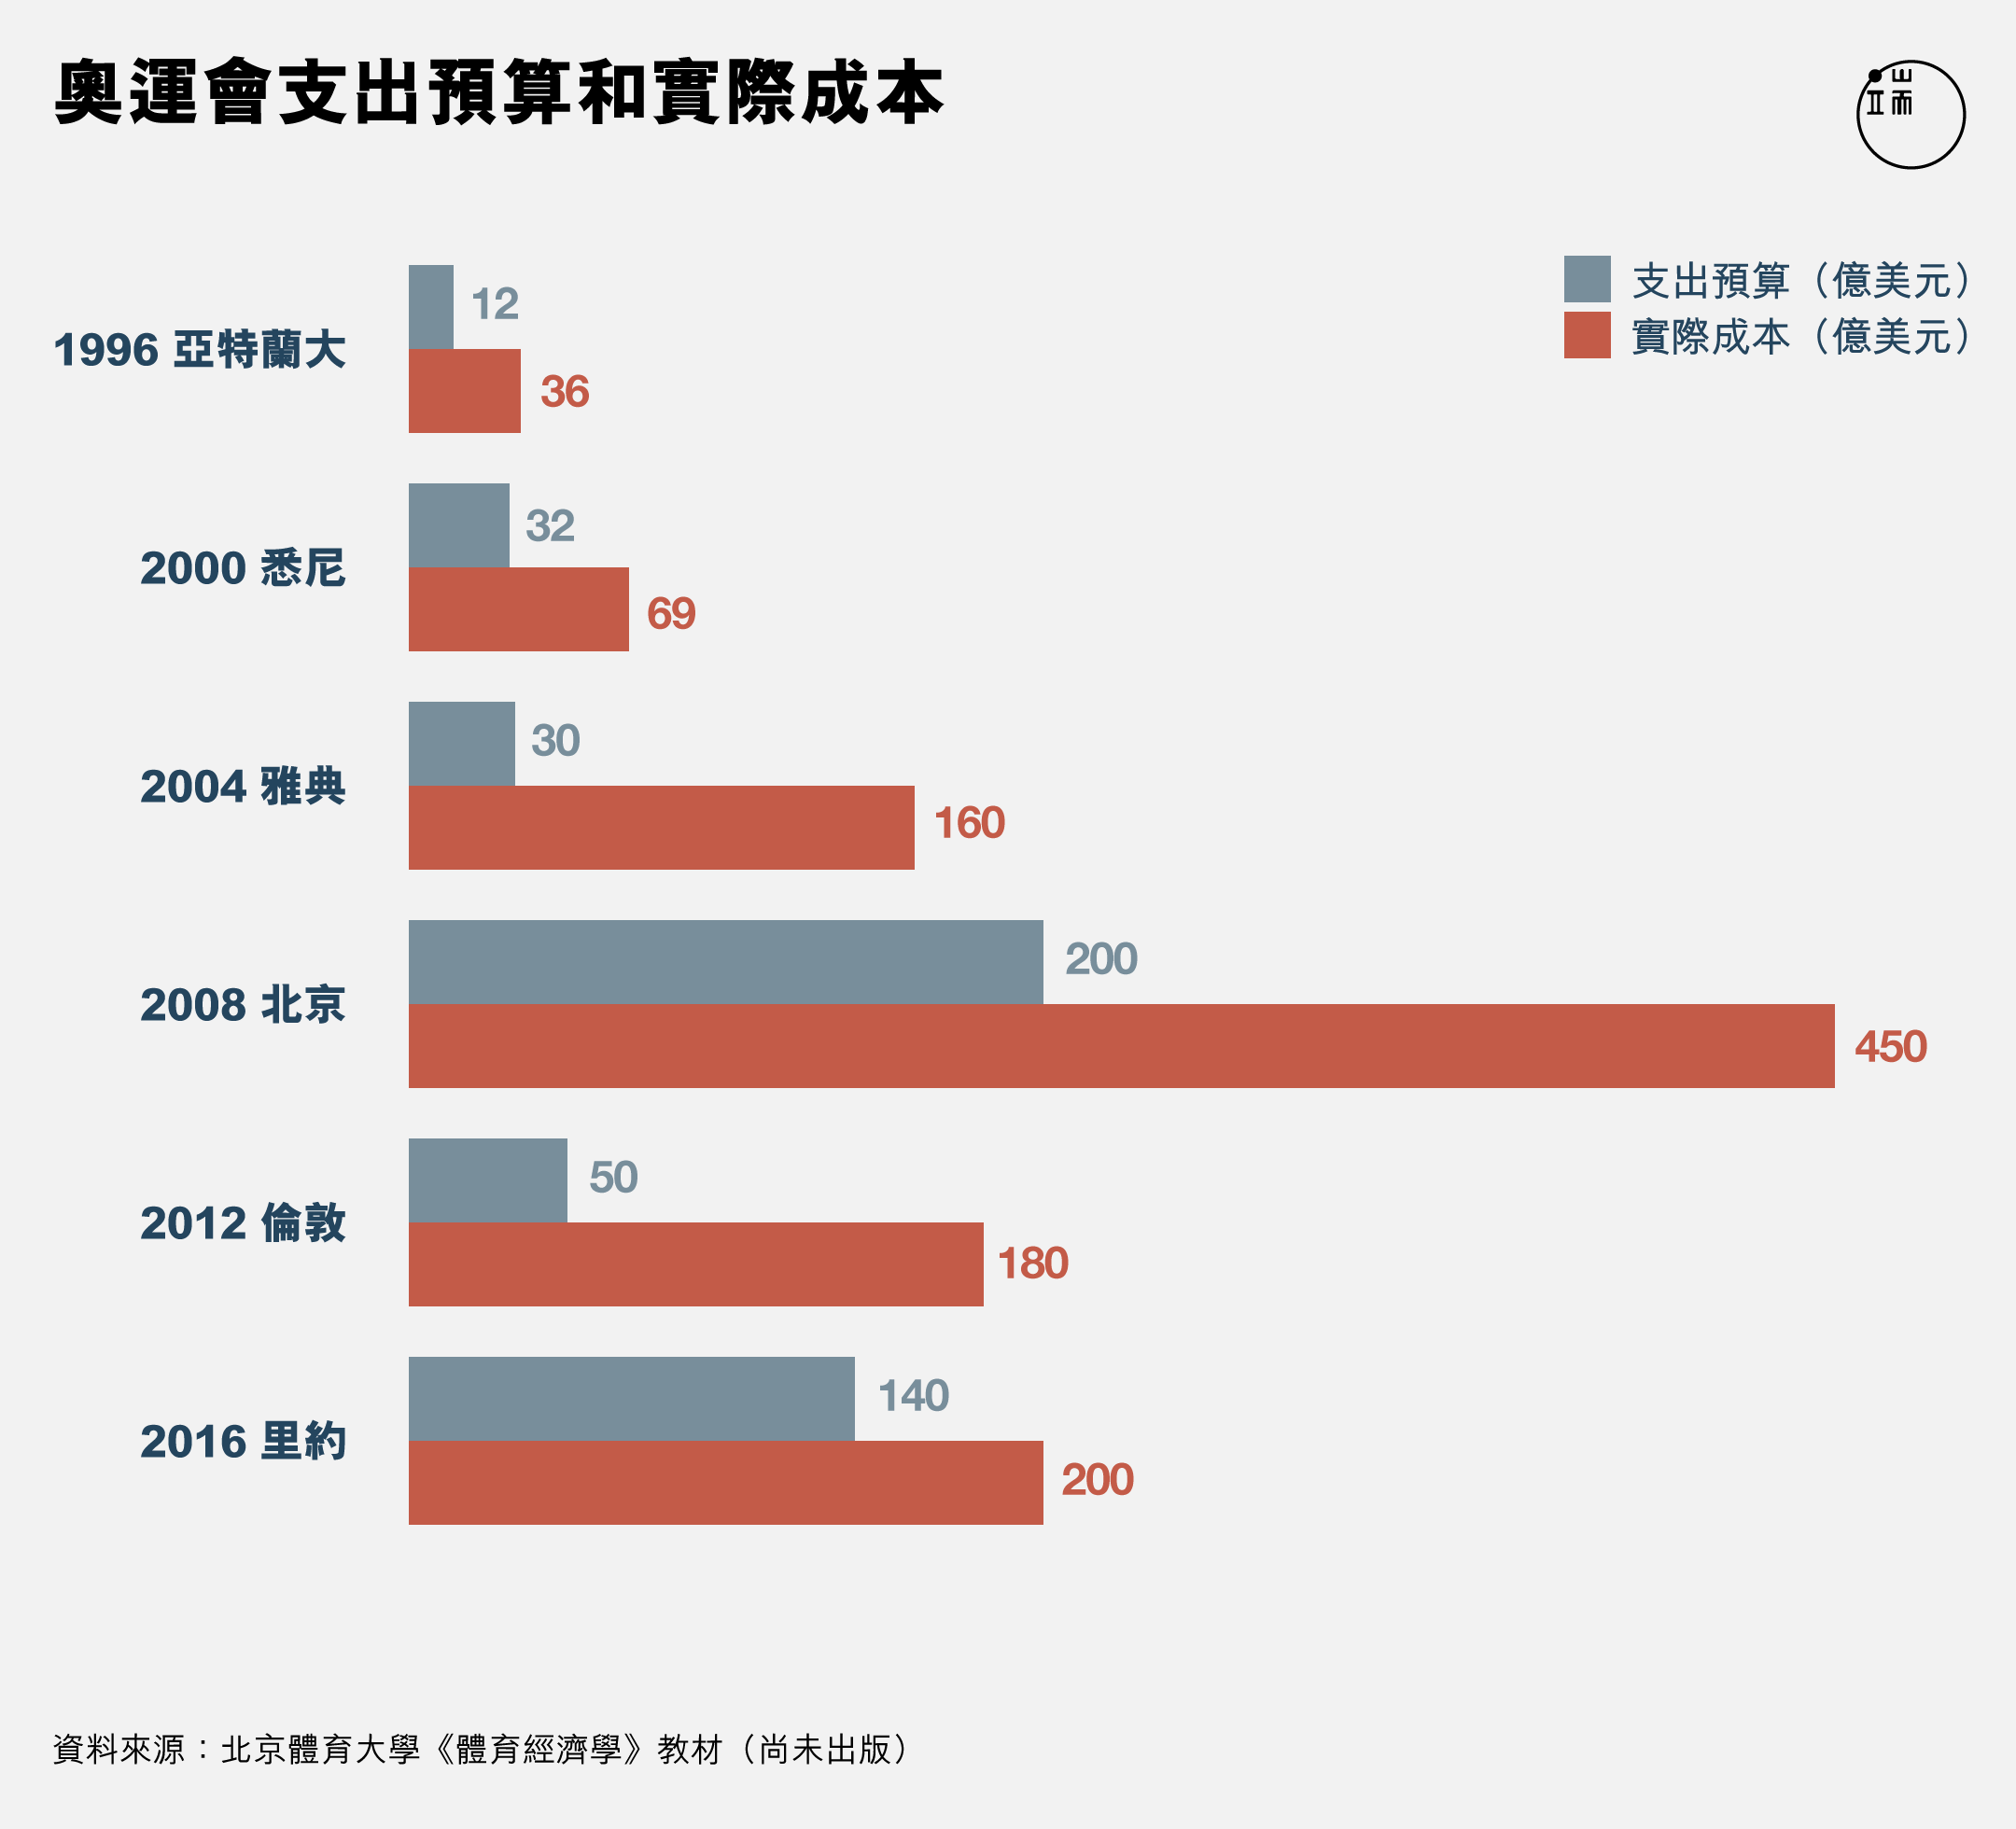 奧運會支出預算和實際成本
端
亞
支出預算（億美元）
實際成本（億美元）
1996 亞特蘭大
12
36
2000 悉尼
32
69
2004 雅典
30
160
2008 北京
200
450
2012 倫敦
50
180
2016 里約
140
200
資料來源：北京體育大學《體育經濟學》教材（尚未出版）